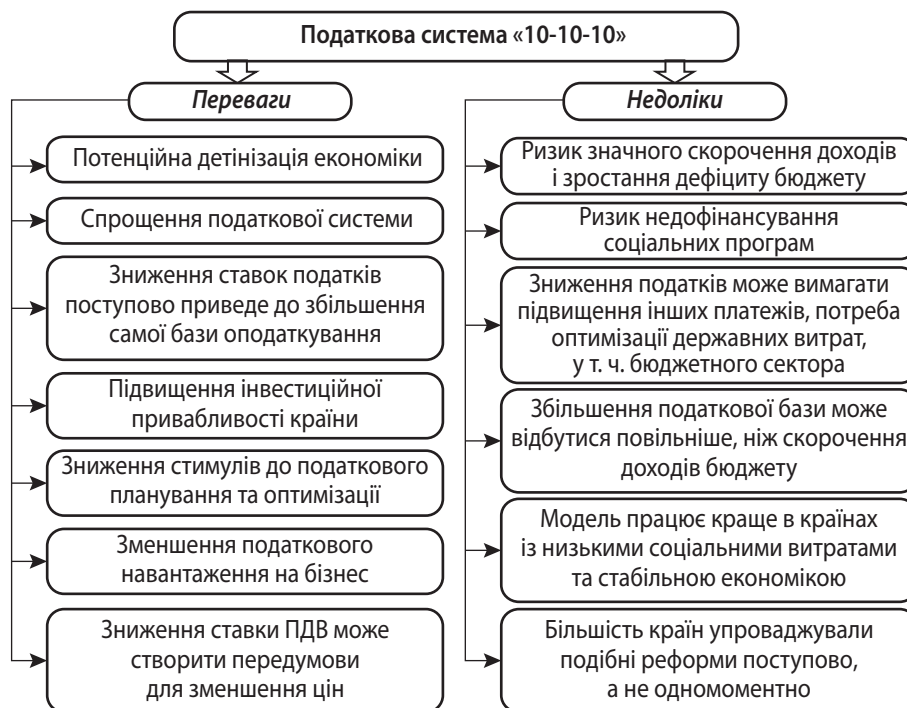 Податкова система «10-10-10»
Переваги
Потенційна детінізація економіки
Спрощення податкової системи
Зниження ставок податків
поступово приведе до збільшення
самої бази оподаткування
Підвищення інвестиційної
привабливості країни
Зниження стимулів до податкового
планування та оптимізації
Зменшення податкового
навантаження на бізнес
Зниження ставки ПДВ може
створити передумови
для зменшення цін
Недоліки
Ризик значного скорочення доходів
і зростання дефіциту бюджету
Ризик недофінансування
соціальних програм
Зниження податків може вимагати
підвищення інших платежів, потреба
оптимізації державних витрат,
у т. ч. бюджетного сектора
Збільшення податкової бази може
відбутися повільніше, ніж скорочення
доходів бюджету
Модель працює краще в країнах
із низькими соціальними витратами
та стабільною економікою
Більшість країн упроваджували
подібні реформи поступово,
а не одномоментно